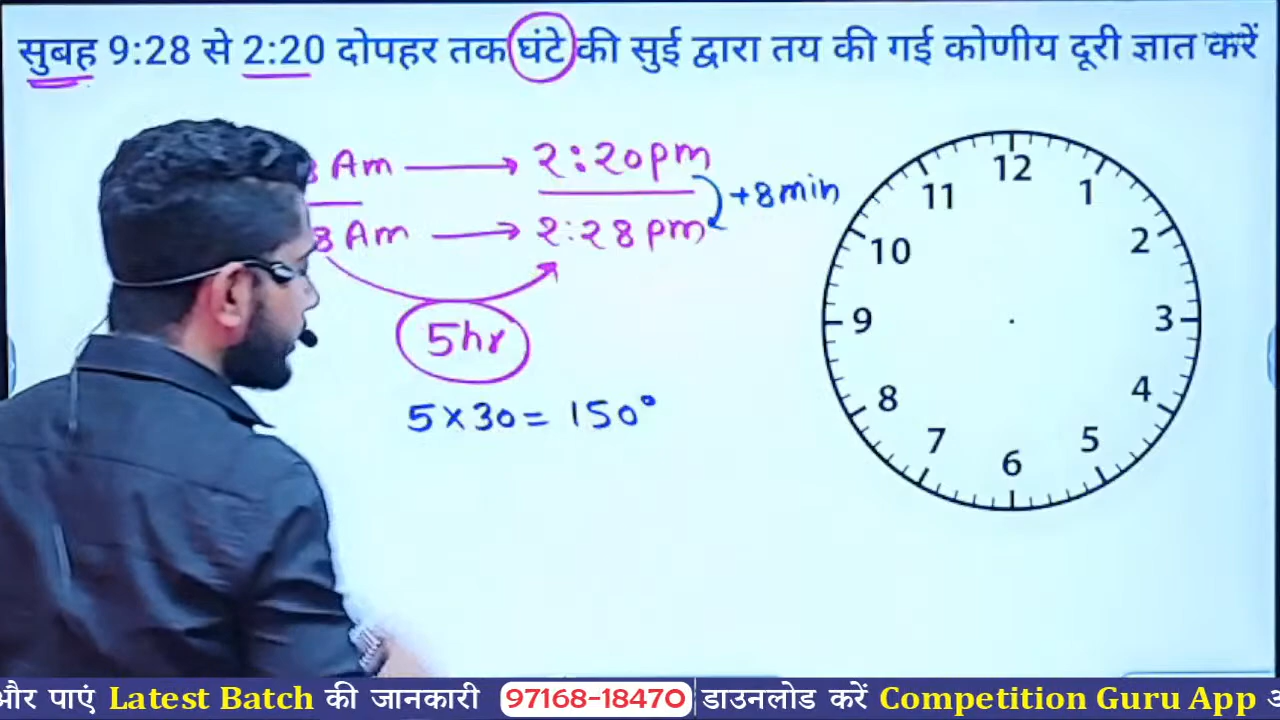 सुबह 9:28 से 2:20 दोपहर तक घंटे की सुई द्वारा तय की गई कोणीय दूरी ज्ञात करें
8 Am → 2:20pm
+8min
8 Am → 2:28pm
5hr
5×30= 150°
12
11
1
10
2
9
3
8
4
7
5
6
और पाएं Latest Batch की जानकारी 97168-18470 डाउनलोड करें Competition Guru App